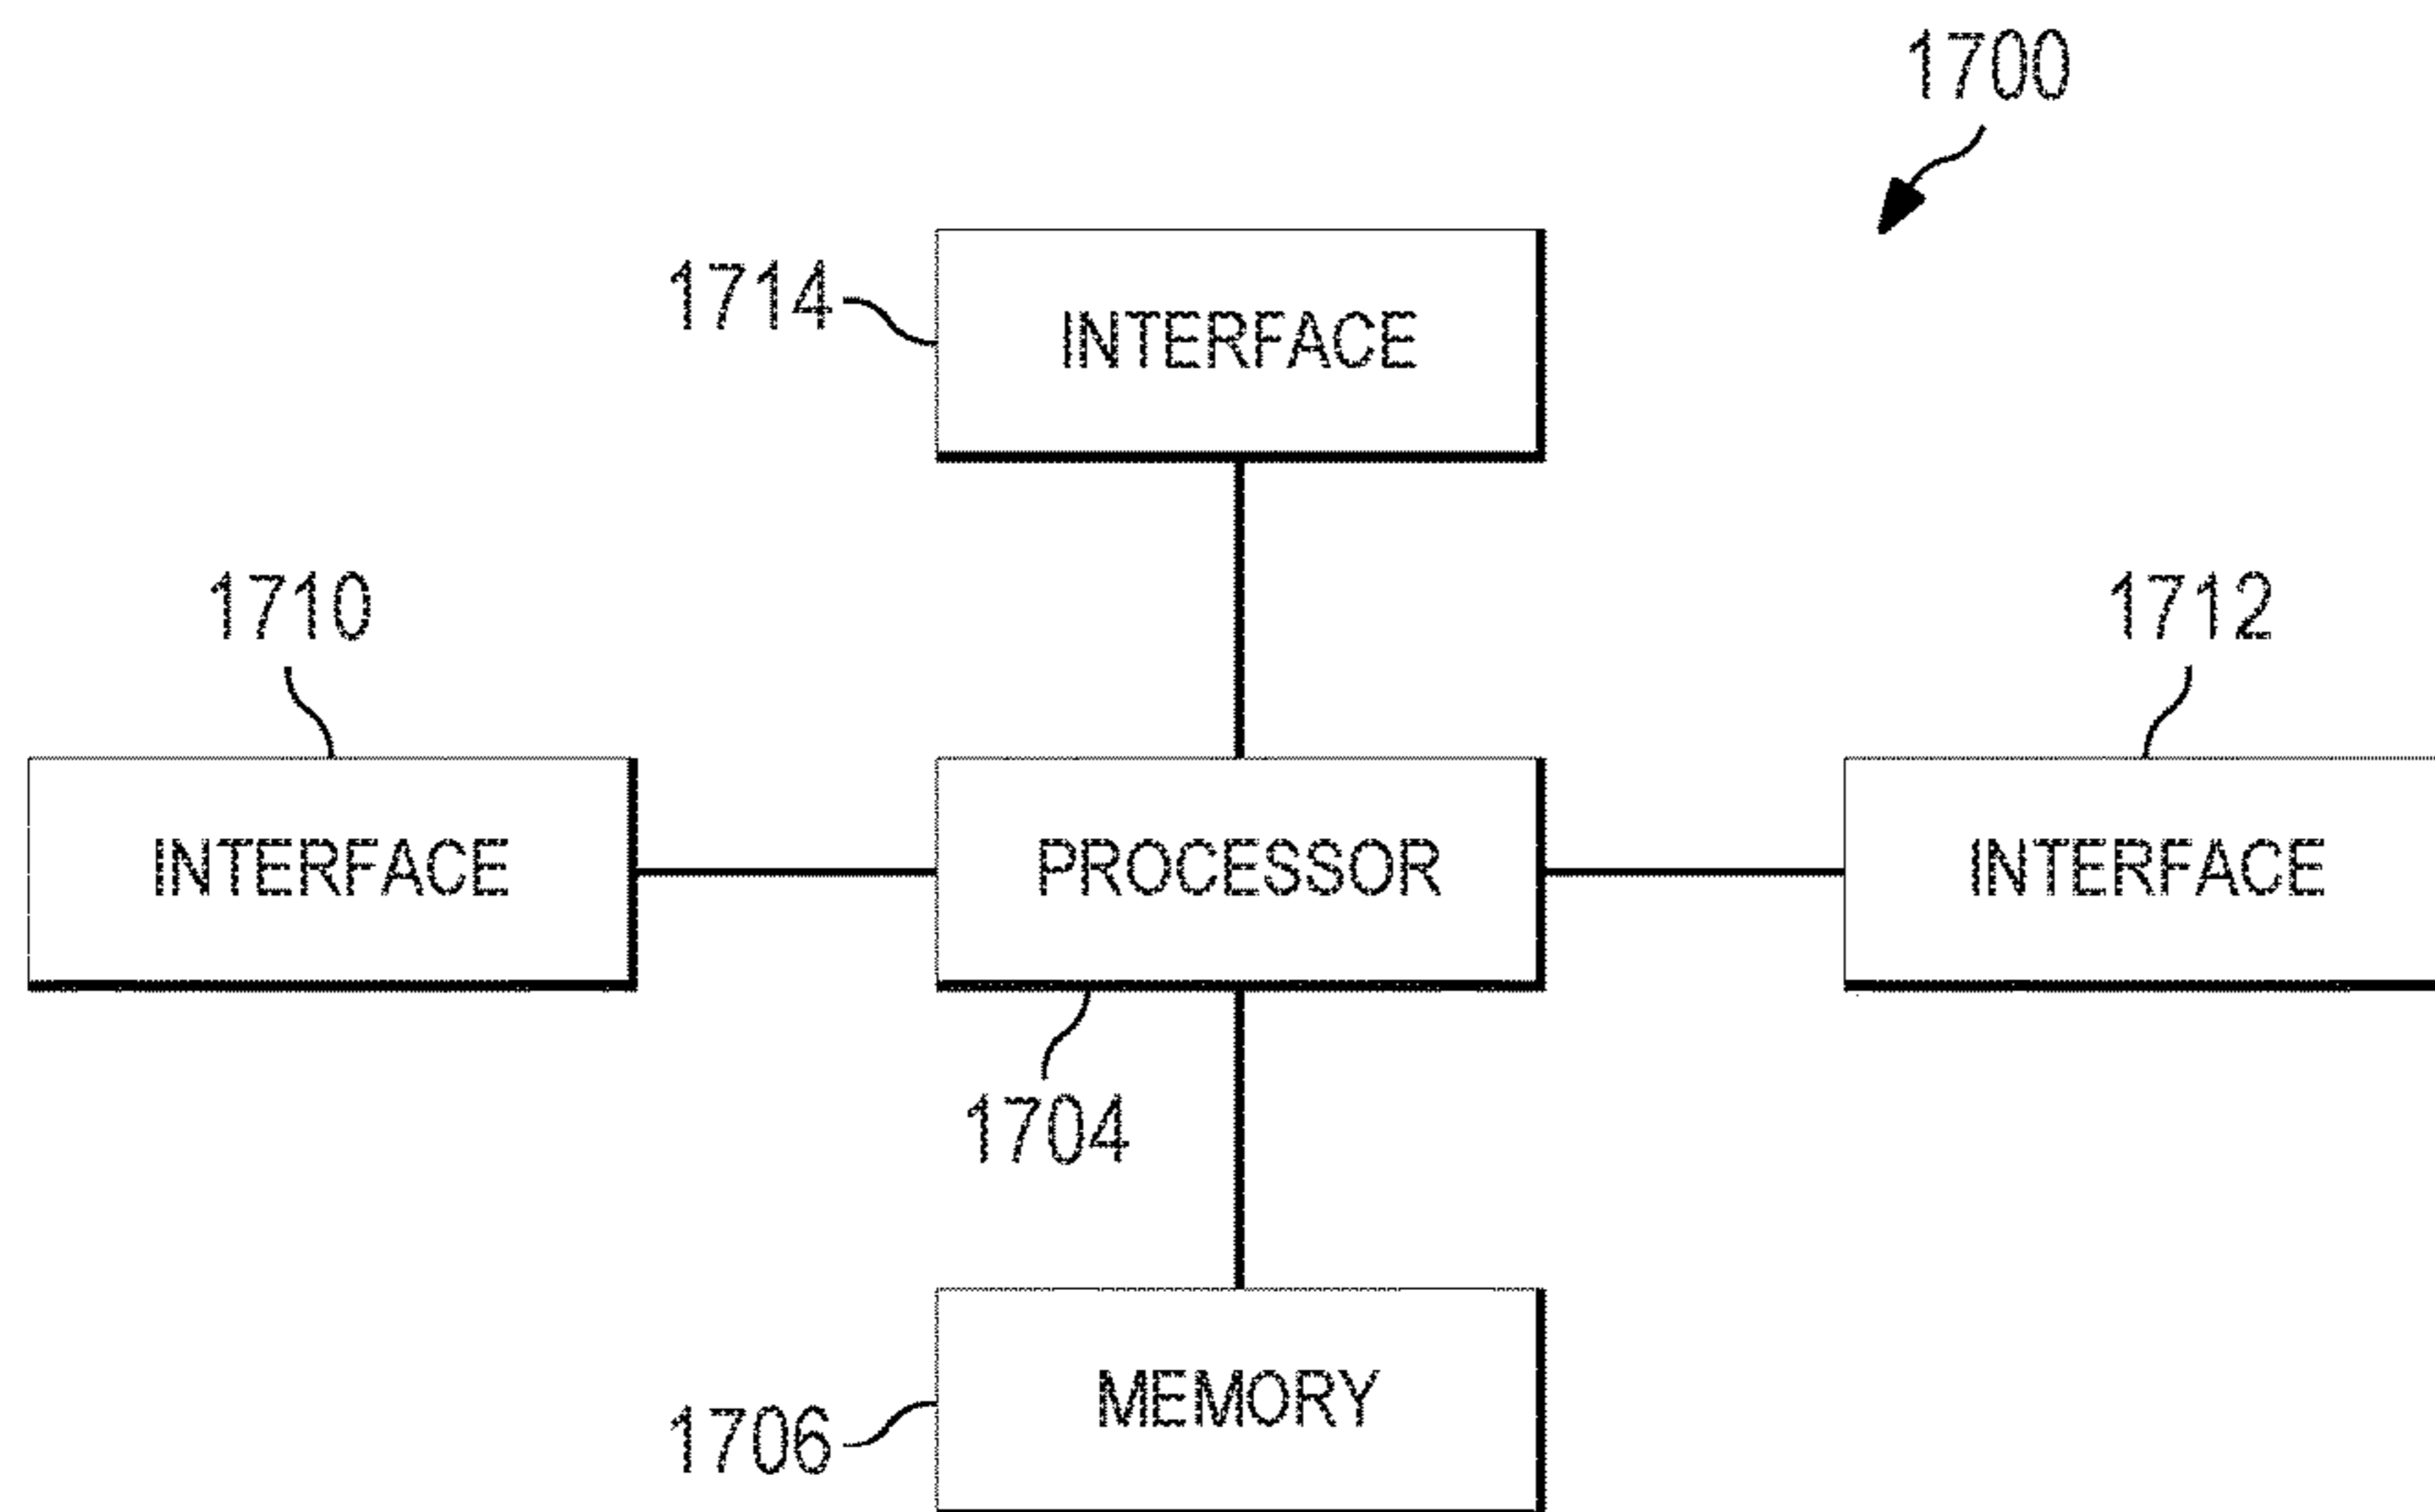 1700
1714
INTERFACE
1710
1712
INTERFACE
PROCESSOR
INTERFACE
1704
MEMORY
1706